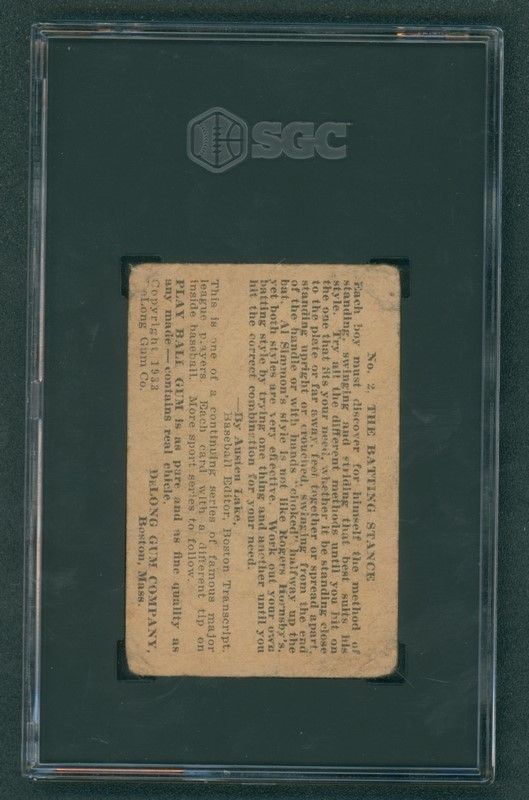 SGC
No. 2, THE BATTING STANCE
Each boy must discover for himself the method of
standing, swinging and striding that best suits his
style. Try at the different methods until you hit on
the one that fits your need, whether it be standing close
to the plate or far away, feet together or spread apart,
standing upright or crouched, swinging from the end
of the handle or with hands "choked" halfway up the
bat. Al Simmon's style is not like Rogers Hornsby's,
yet both styles are very effective. Work out your own
batting style by trying one thing and another until you
hit the correct combination for your need.
—By Austen Lake,
Baseball Editor, Boston Transcript.
This is one of a continuing series of famous major
league players. Each card with a different tip on
inside baseball. More sport series to follow.
PLAY BALL GUM is as pure and as fine quality as
any made — contains real chicle.
Copyright 1933 DeLONG GUM COMPANY,
DeLong Gum Co. Boston, Mass.